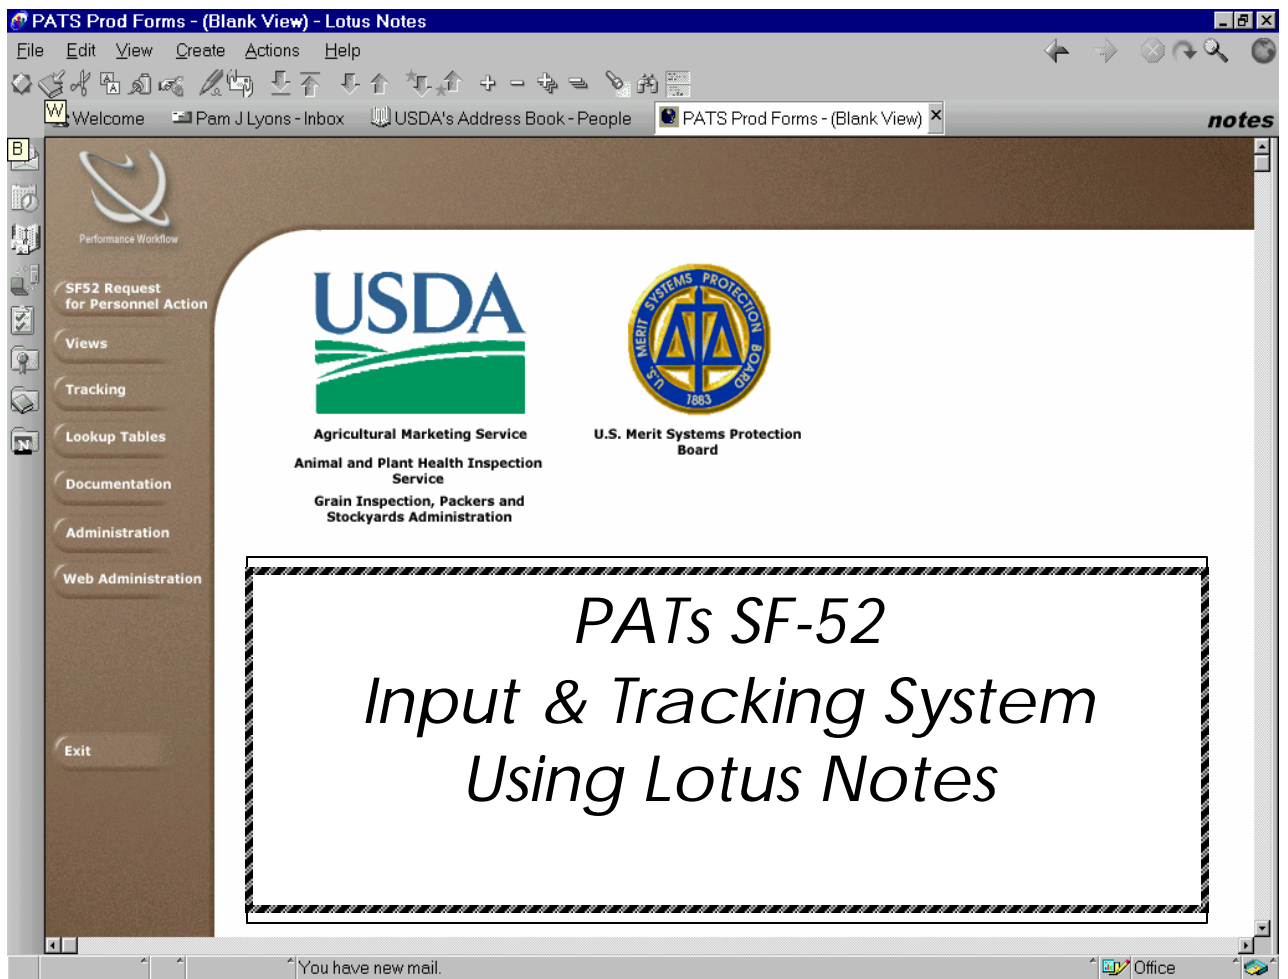 PATS Prod Forms - (Blank View) - Lotus Notes
File Edit View Create Actions Help
W
Welcome Pam J Lyons - Inbox USDA's Address Book - People PATS Prod Forms - (Blank View) notes
B
Performance Workflow
SF52 Request
for Personnel Action
Views
Tracking
Lookup Tables
Documentation
Administration
Web Administration
Exit
USDA
Agricultural Marketing Service
Animal and Plant Health Inspection
Service
Grain Inspection, Packers and
Stockyards Administration
U.S. MERIT SYSTEMS PROTECTION BOARD
1883
U.S. Merit Systems Protection
Board
PATs SF-52
Input & Tracking System
Using Lotus Notes
You have new mail. Office